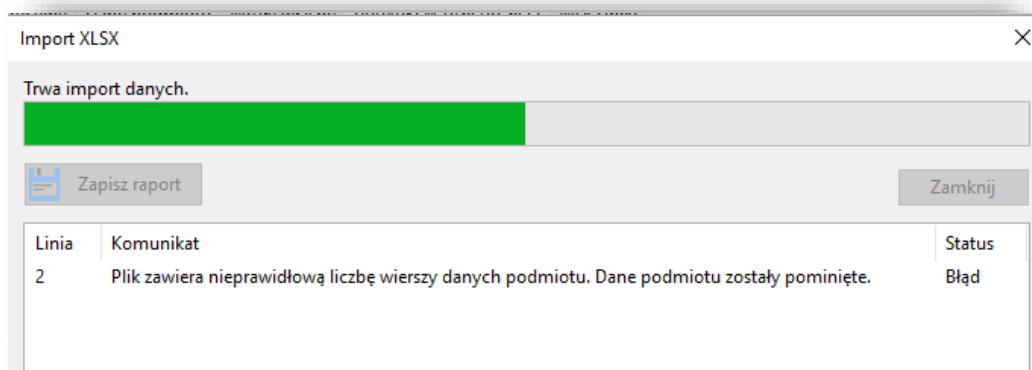 Import XLSX
Trwa import danych.
Zapisz raport
Zamknij
Linia Komunikat Status
2 Plik zawiera nieprawidłową liczbę wierszy danych podmiotu. Dane podmiotu zostały pominięte. Błąd